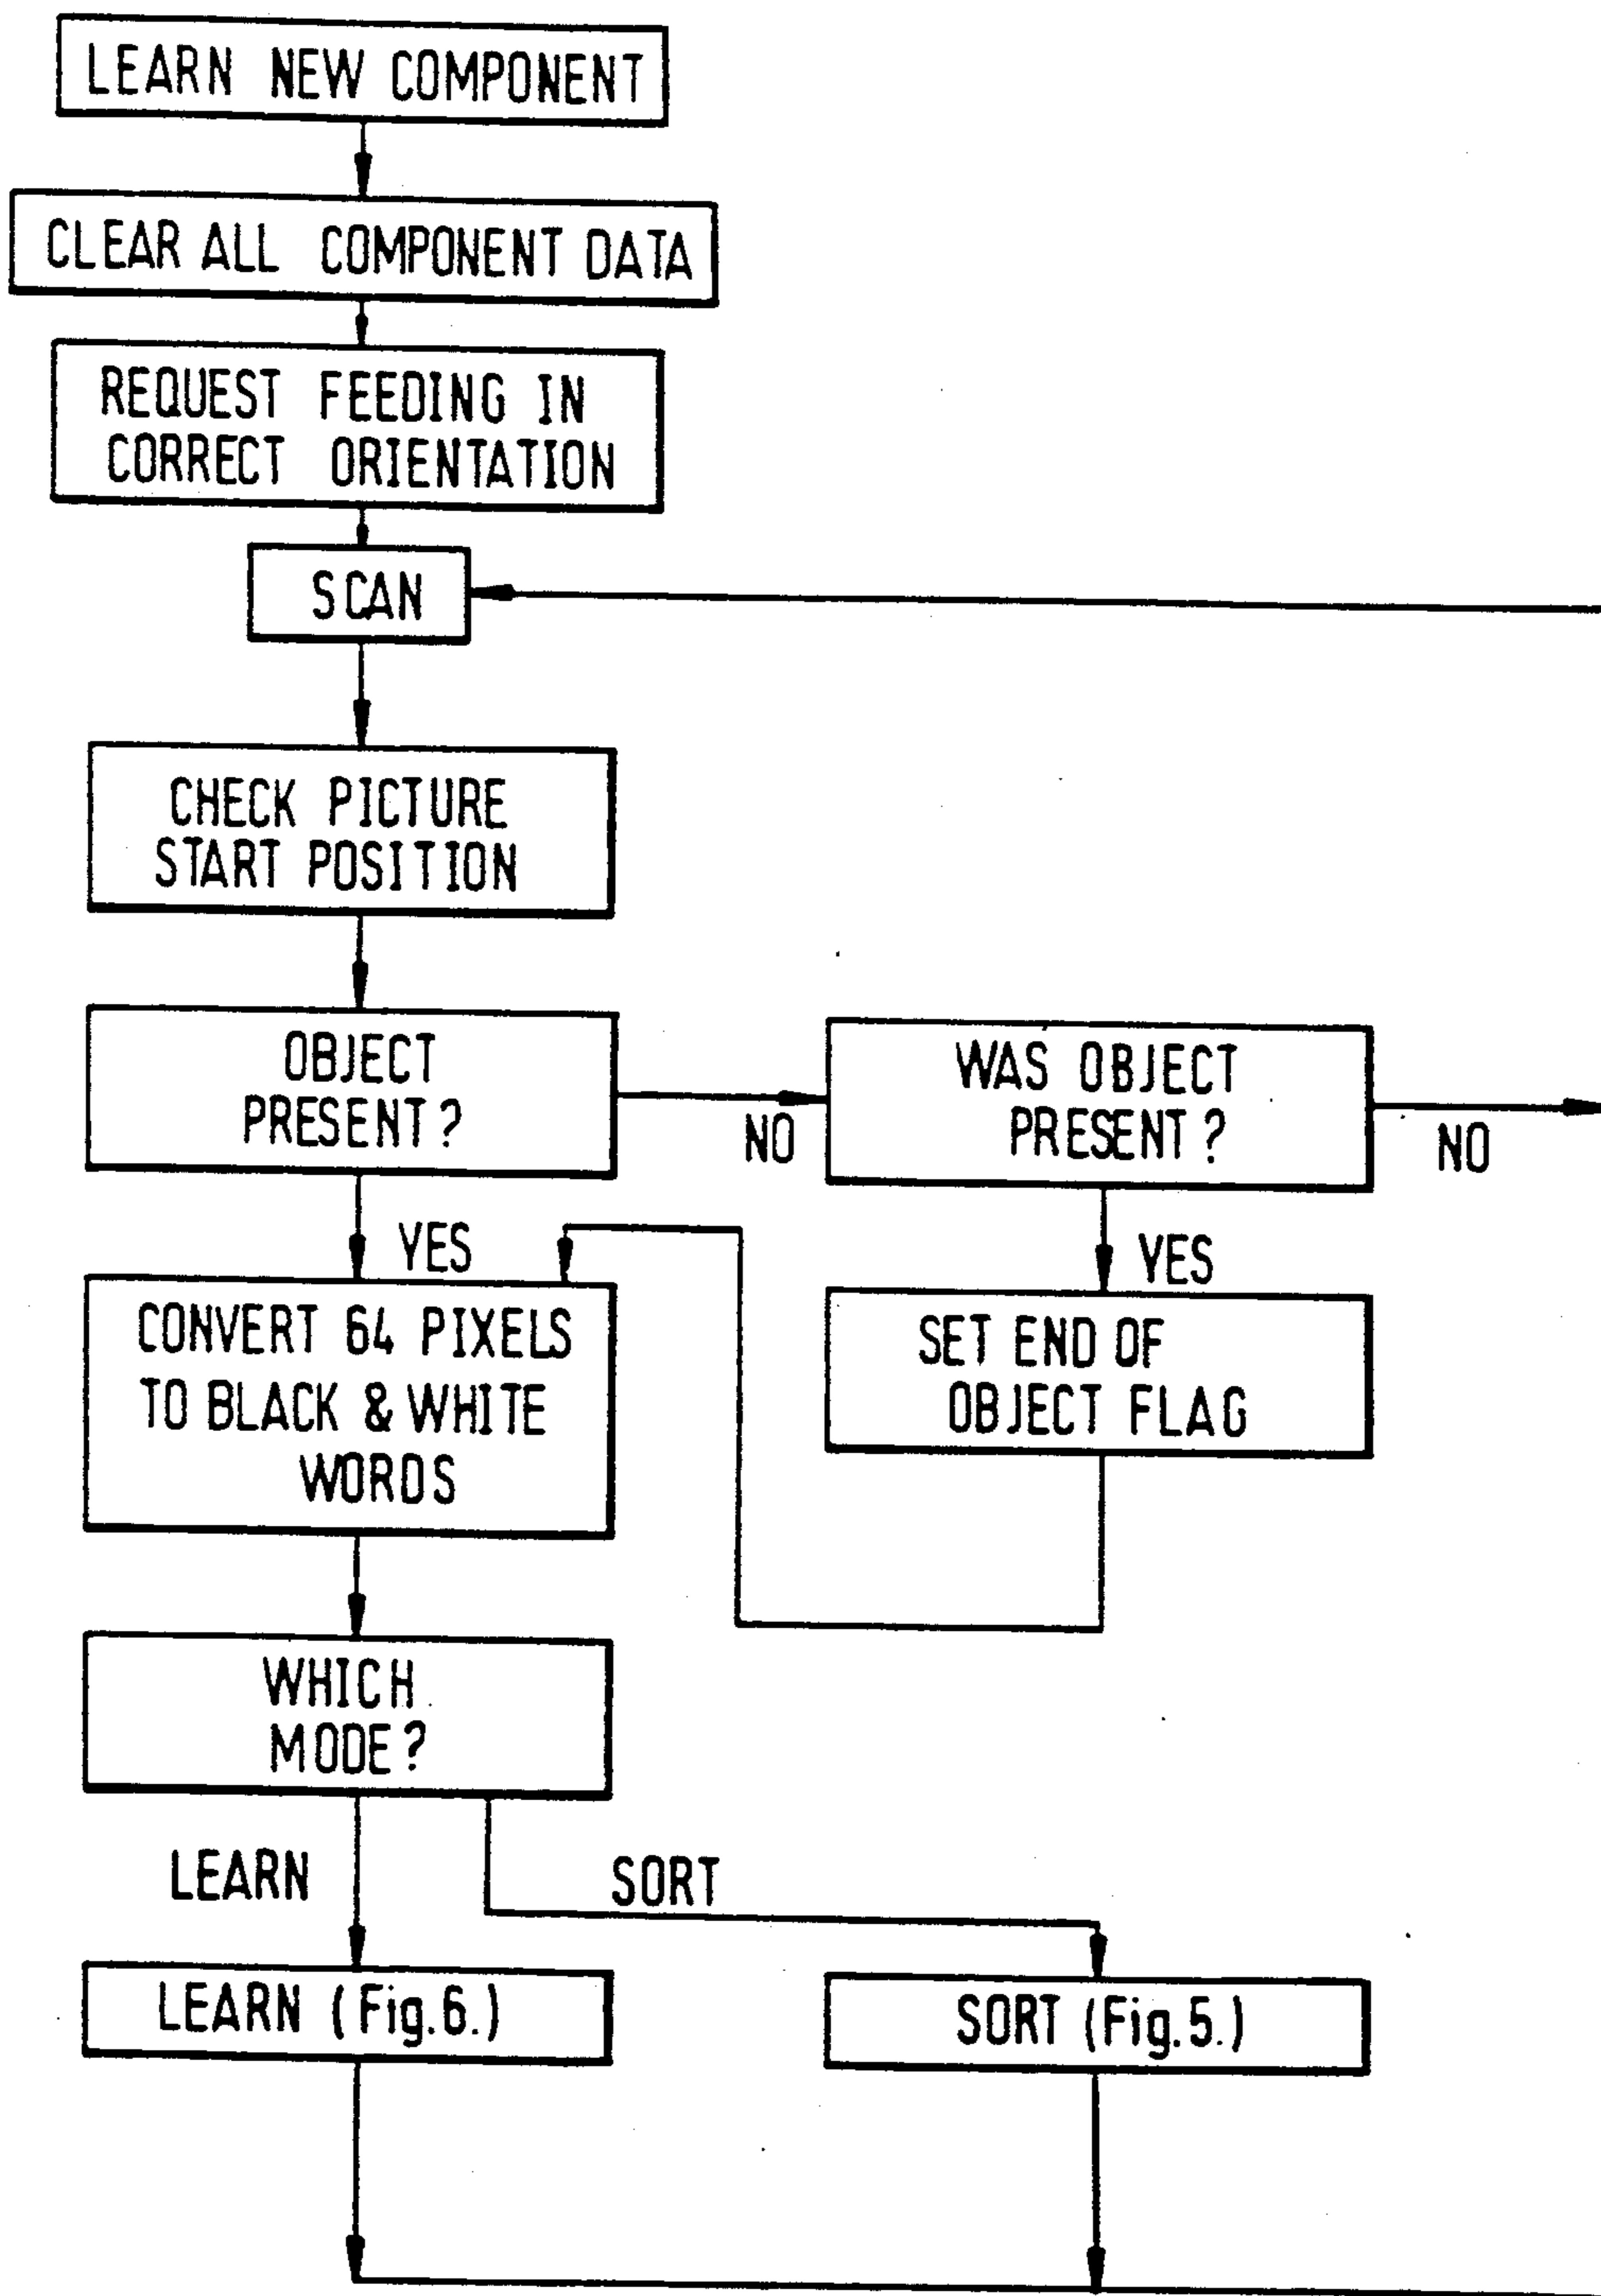 LEARN NEW COMPONENT
CLEAR ALL COMPONENT DATA
REQUEST FEEDING IN
CORRECT ORIENTATION
SCAN
CHECK PICTURE
START POSITION
OBJECT
PRESENT?
NO
WAS OBJECT
PRESENT?
NO
YES
YES
CONVERT 64 PIXELS
TO BLACK & WHITE
WORDS
SET END OF
OBJECT FLAG
WHICH
MODE?
LEARN
SORT
LEARN (Fig.6.)
SORT (Fig.5.)